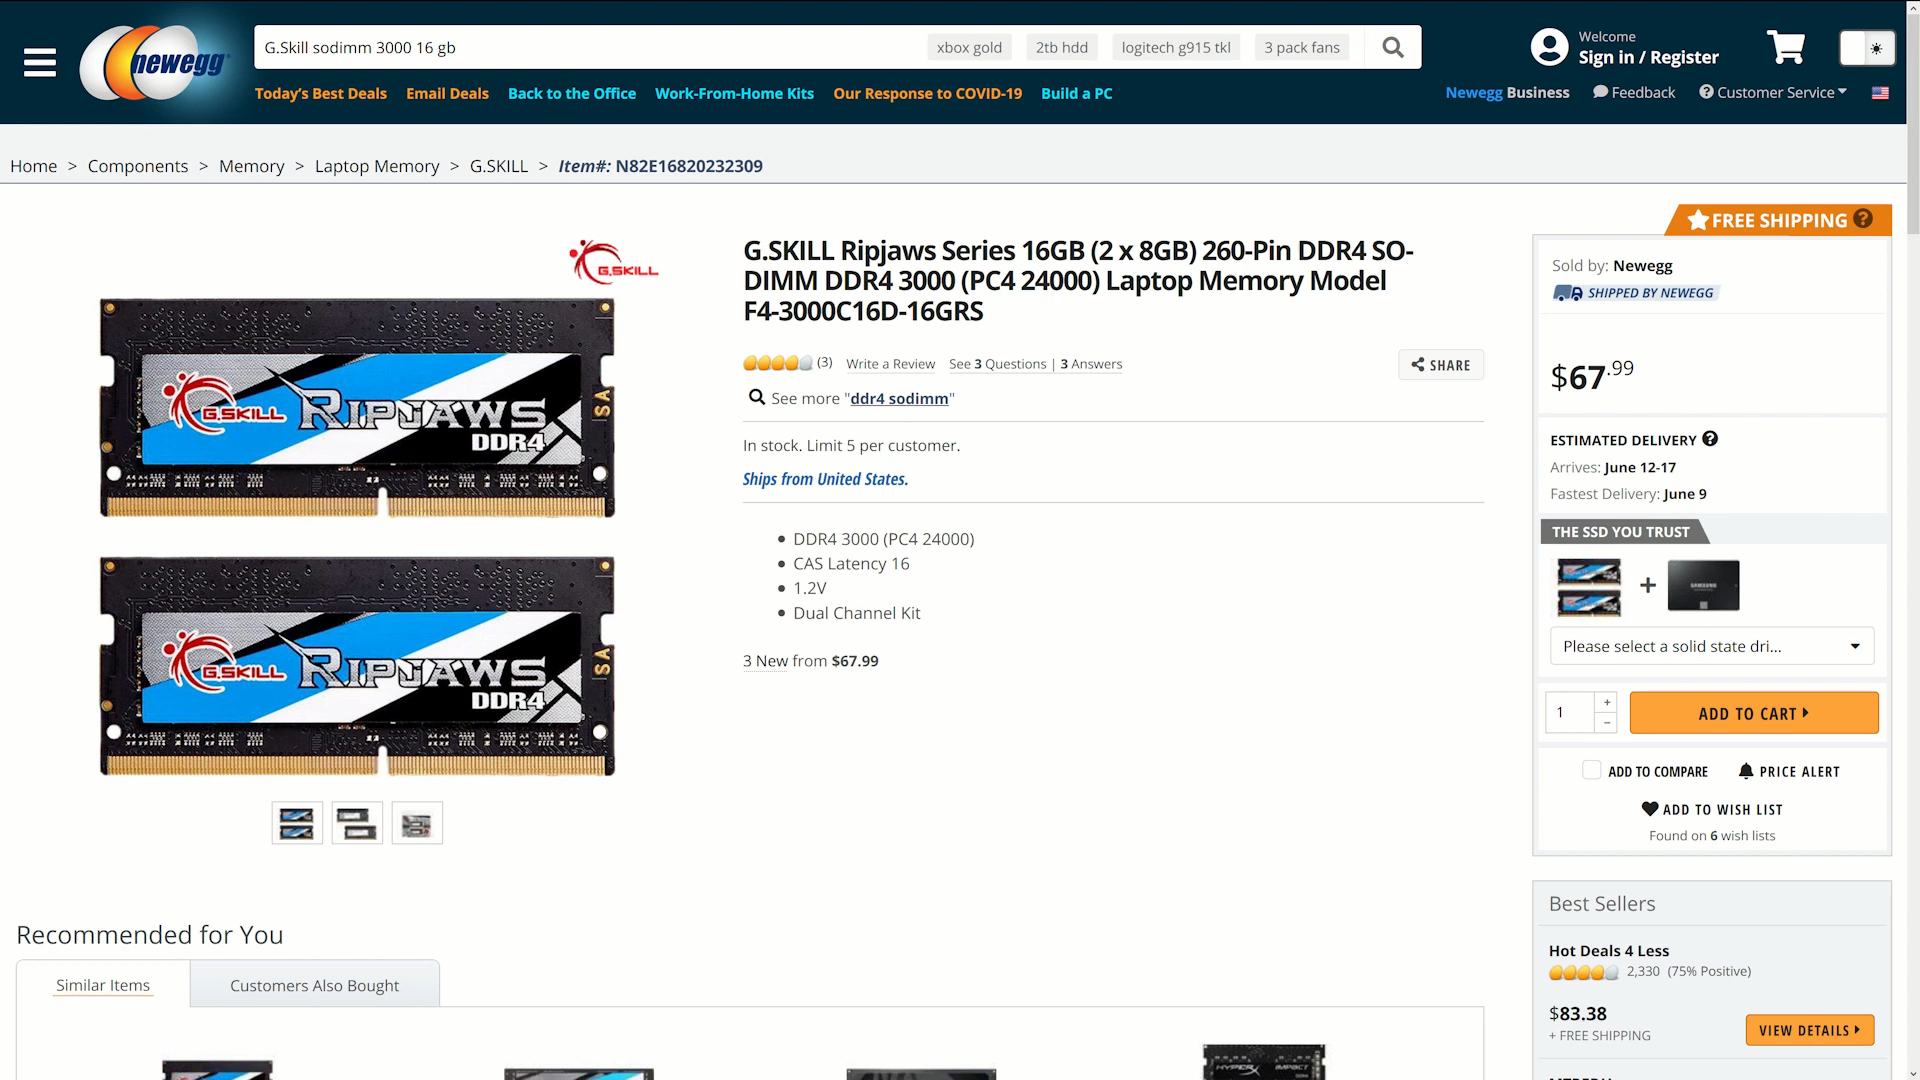 newegg
G.Skill sodimm 3000 16 gb
xbox gold
2tb hdd
logitech g915 tkl
3 pack fans
Welcome
Sign in / Register
Today's Best Deals
Email Deals
Back to the Office
Work-From-Home Kits
Our Response to COVID-19
Build a PC
Newegg Business
Feedback
? Customer Service
Home > Components > Memory > Laptop Memory > G.SKILL > Item#: N82E16820232309
G.SKILL
G.SKILL RIPJAWS
DDR4
SA
G.SKILL RIPJAWS
DDR4
SA
G.SKILL Ripjaws Series 16GB (2 x 8GB) 260-Pin DDR4 SO-
DIMM DDR4 3000 (PC4 24000) Laptop Memory Model
F4-3000C16D-16GRS
(3) Write a Review See 3 Questions | 3 Answers
SHARE
See more "ddr4 sodimm"
In stock. Limit 5 per customer.
Ships from United States.
• DDR4 3000 (PC4 24000)
• CAS Latency 16
• 1.2V
• Dual Channel Kit
3 New from $67.99
FREE SHIPPING ?
Sold by: Newegg
SHIPPED BY NEWEGG
$67.99
ESTIMATED DELIVERY ?
Arrives: June 12-17
Fastest Delivery: June 9
THE SSD YOU TRUST
+
SAMSUNG
Please select a solid state dri...
1
+
−
ADD TO CART
ADD TO COMPARE
PRICE ALERT
ADD TO WISH LIST
Found on 6 wish lists
Recommended for You
Similar Items
Customers Also Bought
HYPERX IMPACT
Best Sellers
Hot Deals 4 Less
2,330 (75% Positive)
$83.38
+ FREE SHIPPING
VIEW DETAILS